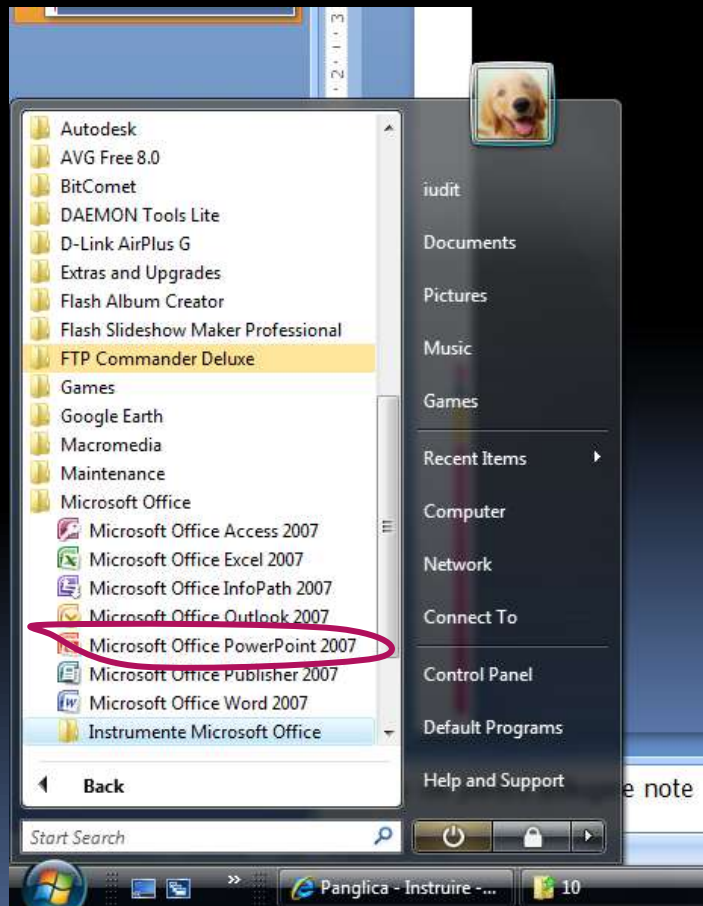 3 - 1 - 2 -
Autodesk
AVG Free 8.0
BitComet
DAEMON Tools Lite
D-Link AirPlus G
Extras and Upgrades
Flash Album Creator
Flash Slideshow Maker Professional
FTP Commander Deluxe
Games
Google Earth
Macromedia
Maintenance
Microsoft Office
Microsoft Office Access 2007
Microsoft Office Excel 2007
Microsoft Office InfoPath 2007
Microsoft Office Outlook 2007
Microsoft Office PowerPoint 2007
Microsoft Office Publisher 2007
Microsoft Office Word 2007
Instrumente Microsoft Office
Back
Start Search
iudit
Documents
Pictures
Music
Games
Recent Items
Computer
Network
Connect To
Control Panel
Default Programs
Help and Support
e note
»
Panglica - Instruire -...
10